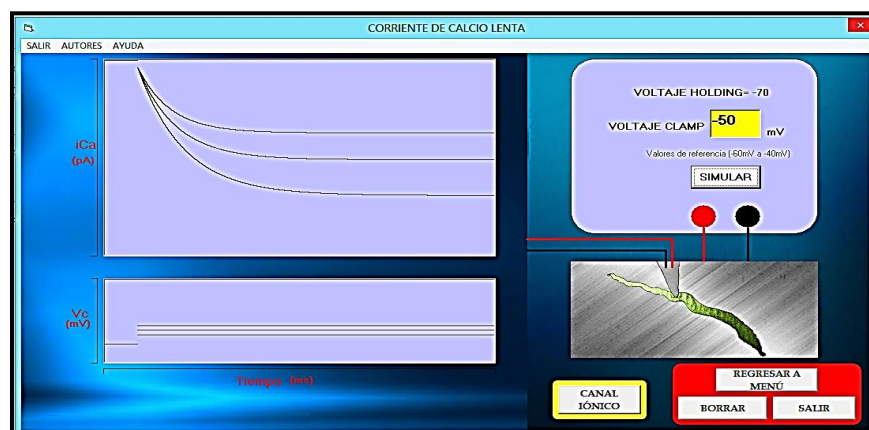 CORRIENTE DE CALCIO LENTA
SALIR AUTORES AYUDA
iCa
(pA)
Vc
(mV)
Tiempo (ms)
VOLTAJE HOLDING= -70
VOLTAJE CLAMP -50 mV
Valores de referencia (-60mV a -40mV)
SIMULAR
CANAL
IÓNICO
REGRESAR A
MENÚ
BORRAR SALIR